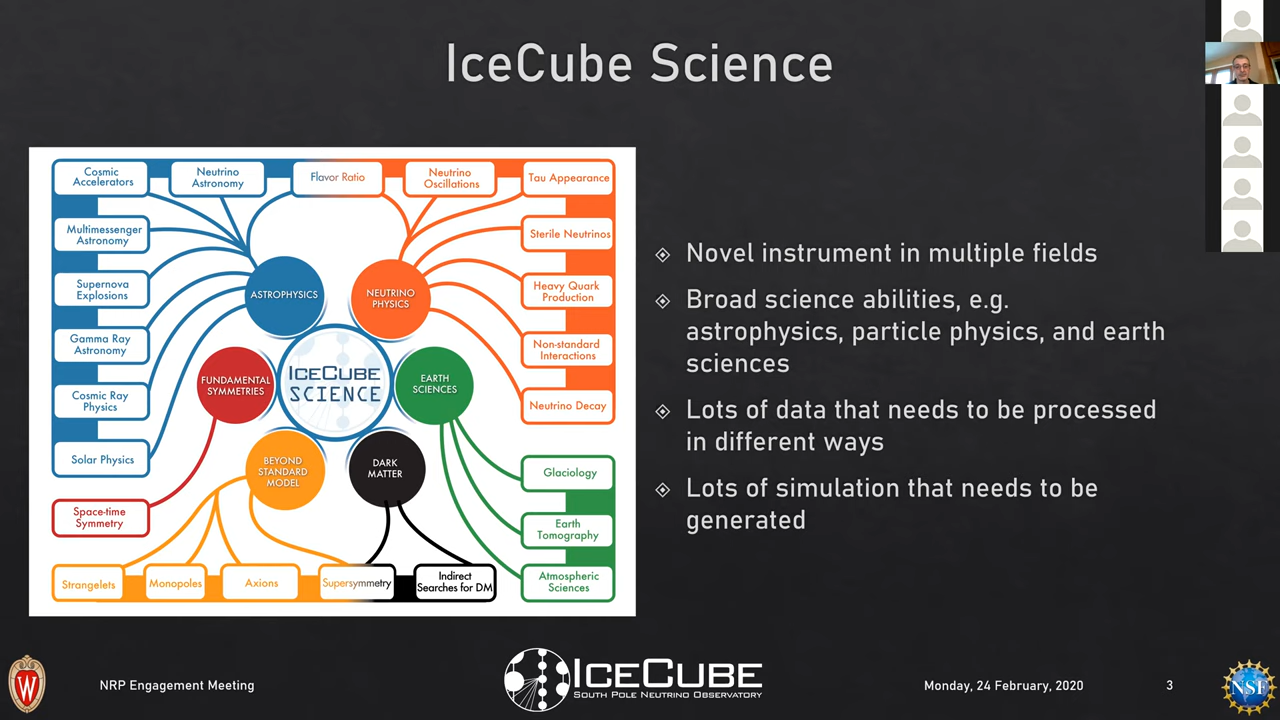 IceCube Science
Cosmic
Accelerators
Neutrino
Astronomy
Flavor Ratio
Neutrino
Oscillations
Tau Appearance
Multimessenger
Astronomy
Sterile Neutrinos
Supernova
Explosions
Heavy Quark
Production
ASTROPHYSICS
NEUTRINO
PHYSICS
Gamma Ray
Astronomy
Non-standard
Interactions
FUNDAMENTAL
SYMMETRIES
ICECUBE
SCIENCE
EARTH
SCIENCES
Cosmic Ray
Physics
Neutrino Decay
Solar Physics
BEYOND
STANDARD
MODEL
DARK
MATTER
Glaciology
Space-time
Symmetry
Earth
Tomography
Strangelets
Monopoles
Axions
Supersymmetry
Indirect
Searches for DM
Atmospheric
Sciences
Novel instrument in multiple fields
Broad science abilities, e.g.
astrophysics, particle physics, and earth
sciences
Lots of data that needs to be processed
in different ways
Lots of simulation that needs to be
generated
W
NRP Engagement Meeting
ICECUBE
SOUTH POLE NEUTRINO OBSERVATORY
Monday, 24 February, 2020
3
NSF